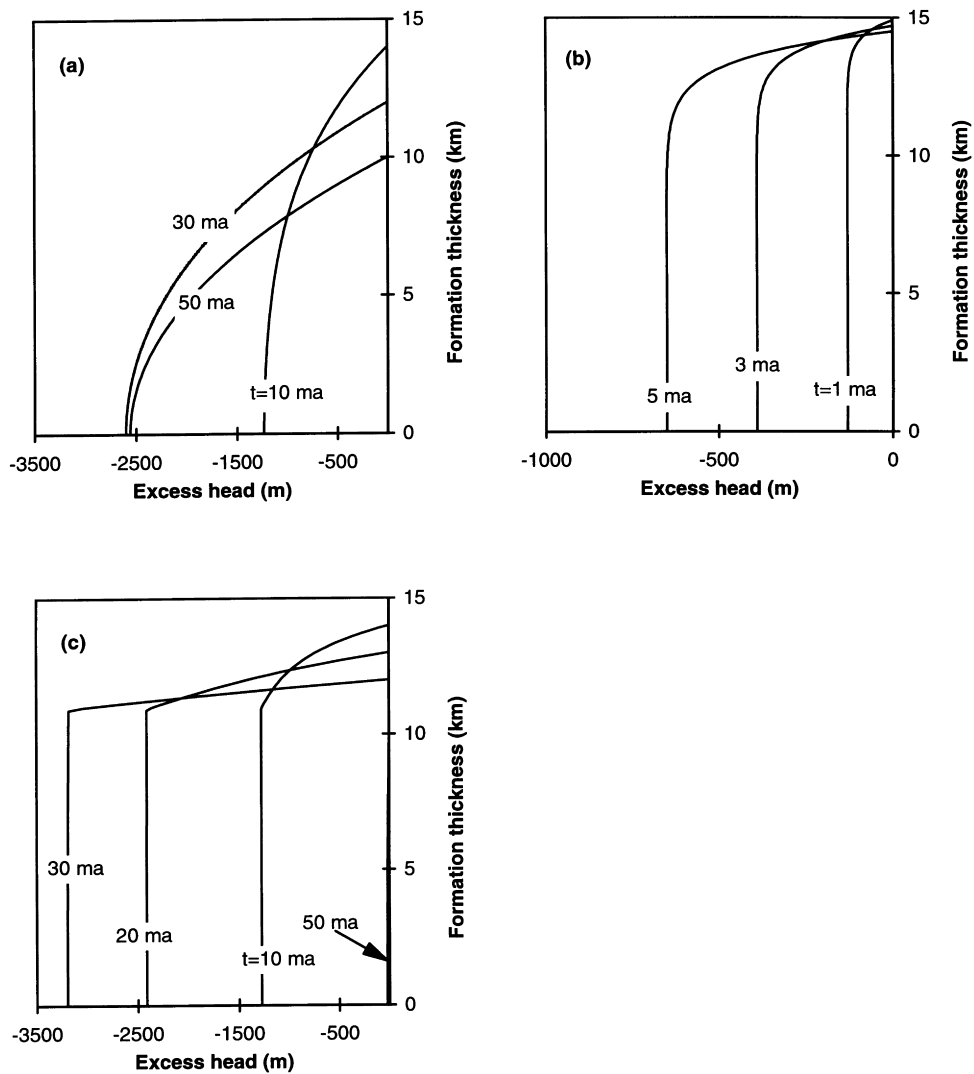 (a)
15
10
5
0
30 ma
50 ma
t=10 ma
-3500 -2500 -1500 -500
Excess head (m)
Formation thickness (km)
(b)
15
10
5
0
5 ma
3 ma
t=1 ma
-1000 -500 0
Excess head (m)
Formation thickness (km)
(c)
15
10
5
0
30 ma
20 ma
t=10 ma
50 ma
-3500 -2500 -1500 -500
Excess head (m)
Formation thickness (km)